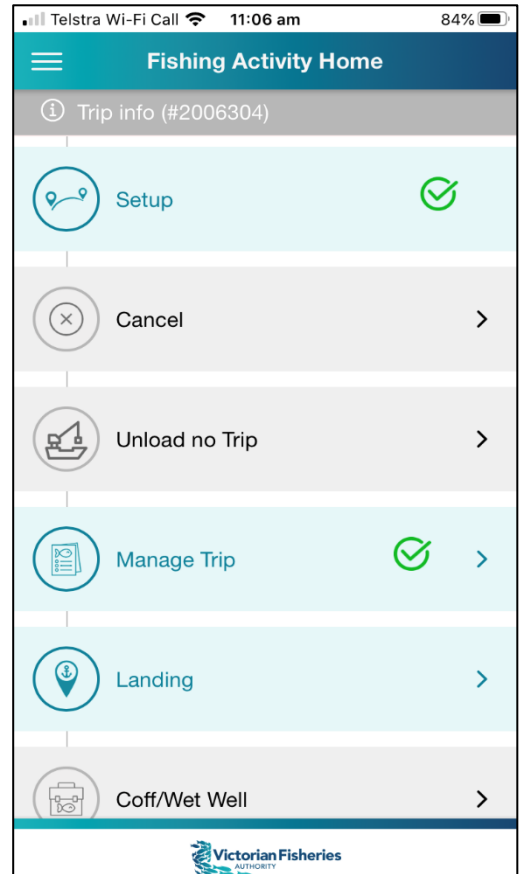 Telstra Wi-Fi Call 11:06 am 84%
Fishing Activity Home
Trip info (#2006304)
Setup
Cancel
Unload no Trip
Manage Trip
Landing
Coff/Wet Well
Victorian Fisheries
AUTHORITY